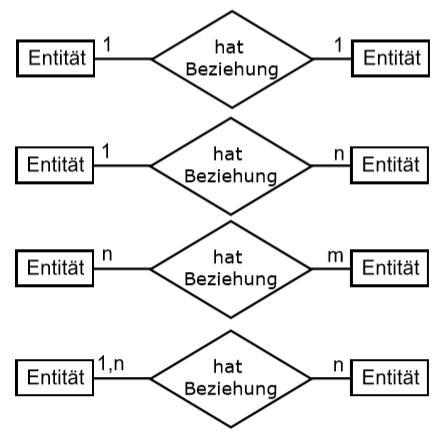 1 1
Entität hat Beziehung Entität
1 n
Entität hat Beziehung Entität
n m
Entität hat Beziehung Entität
1,n n
Entität hat Beziehung Entität